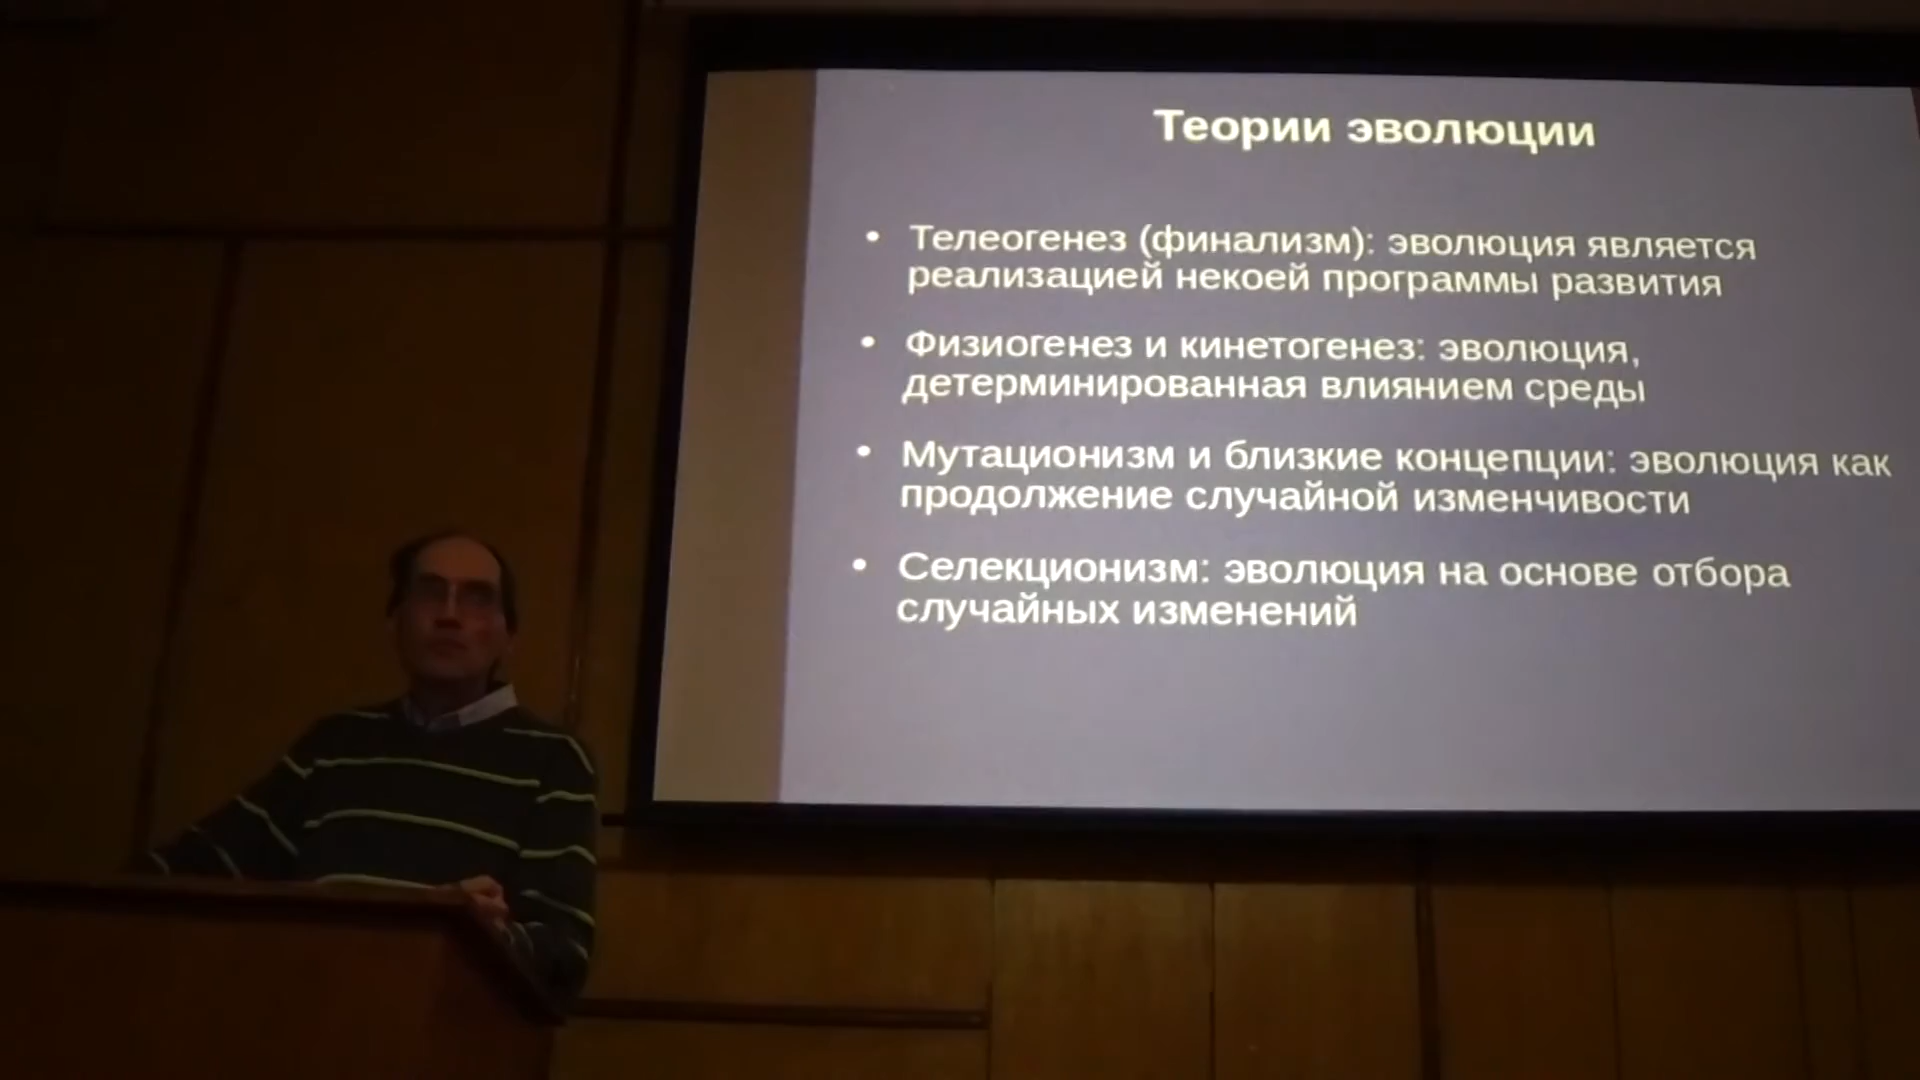 Теории эволюции
• Телеогенез (финализм): эволюция является
реализацией некоей программы развития
• Физиогенез и кинетогенез: эволюция,
детерминированная влиянием среды
• Мутационизм и близкие концепции: эволюция как
продолжение случайной изменчивости
• Селекционизм: эволюция на основе отбора
случайных изменений